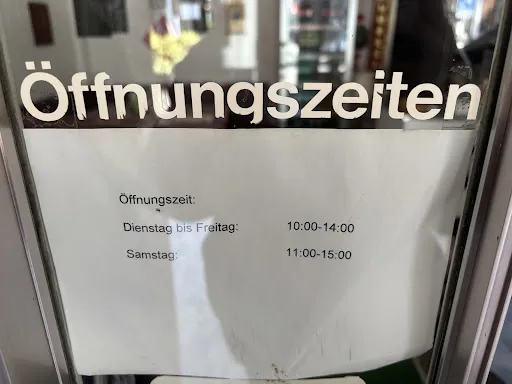 Öffnungszeiten
Öffnungszeit:
Dienstag bis Freitag: 10:00-14:00
Samstag: 11:00-15:00